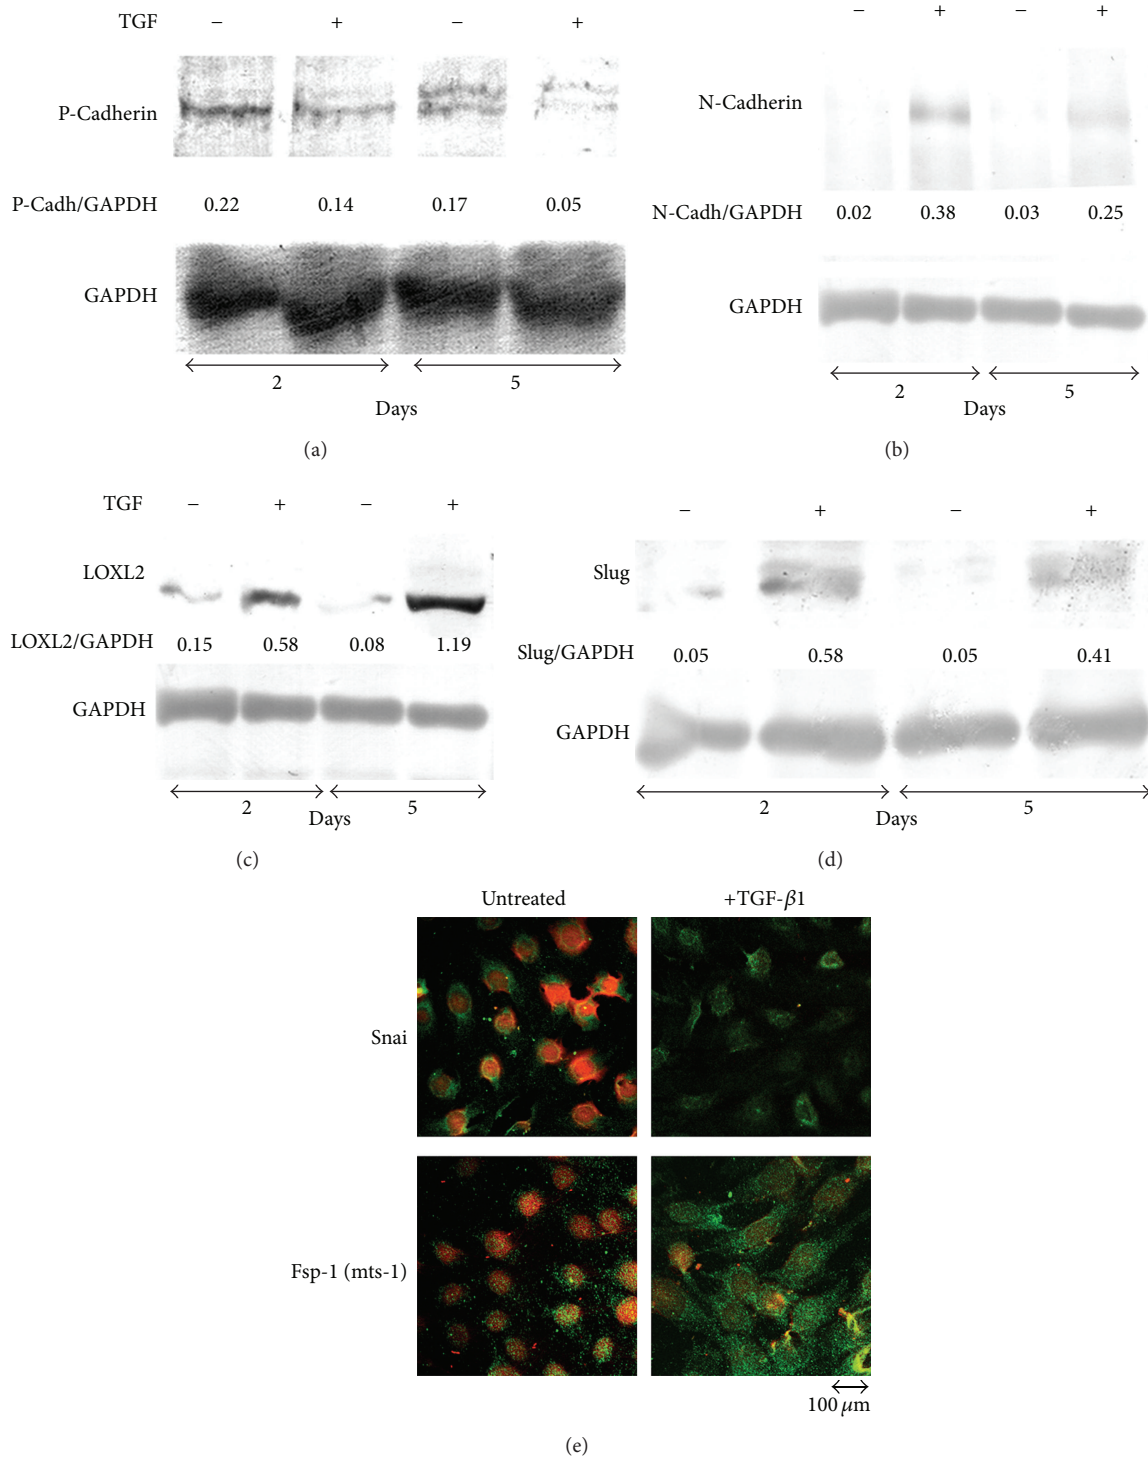 TGF − + − +
P-Cadherin
P-Cadh/GAPDH 0.22 0.14 0.17 0.05
GAPDH
2 5
Days
(a)
− + − +
N-Cadherin
N-Cadh/GAPDH 0.02 0.38 0.03 0.25
GAPDH
2 5
Days
(b)
TGF − + − +
LOXL2
LOXL2/GAPDH 0.15 0.58 0.08 1.19
GAPDH
2 5
Days
(c)
− + − +
Slug
Slug/GAPDH 0.05 0.58 0.05 0.41
GAPDH
2 5
Days
(d)
Untreated +TGF-β1
Snai
Fsp-1 (mts-1)
100 μm
(e)